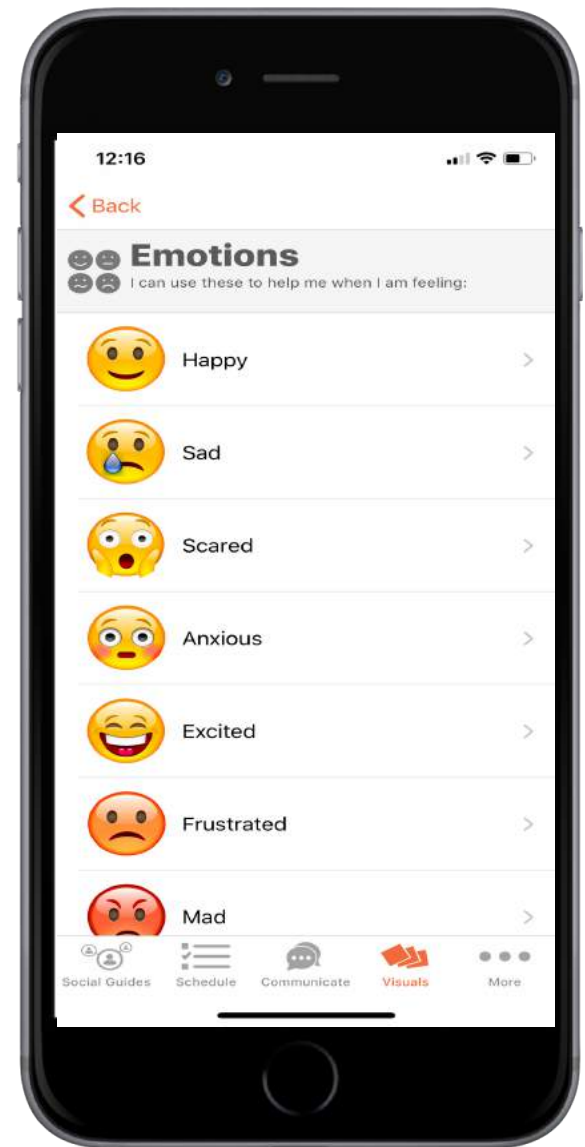 12:16
Back
Emotions
I can use these to help me when I am feeling:
Happy
Sad
Scared
Anxious
Excited
Frustrated
Mad
Social Guides Schedule Communicate Visuals More